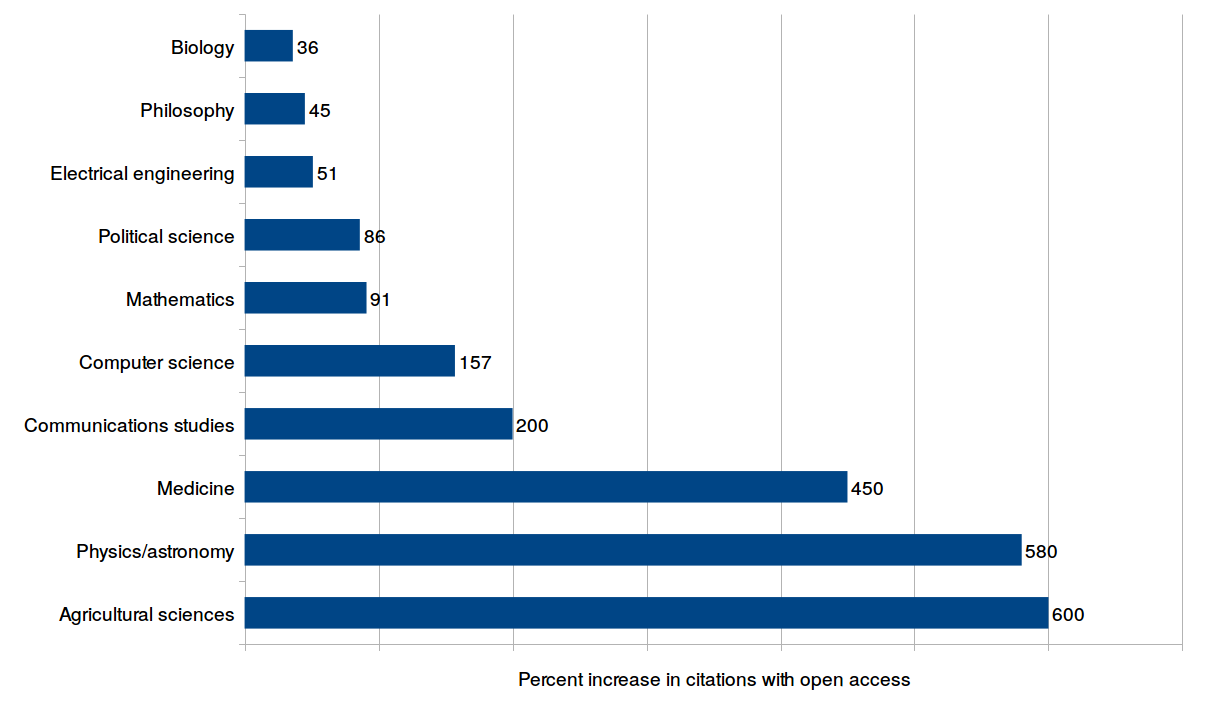 Biology 36
Philosophy 45
Electrical engineering 51
Political science 86
Mathematics 91
Computer science 157
Communications studies 200
Medicine 450
Physics/astronomy 580
Agricultural sciences 600
Percent increase in citations with open access